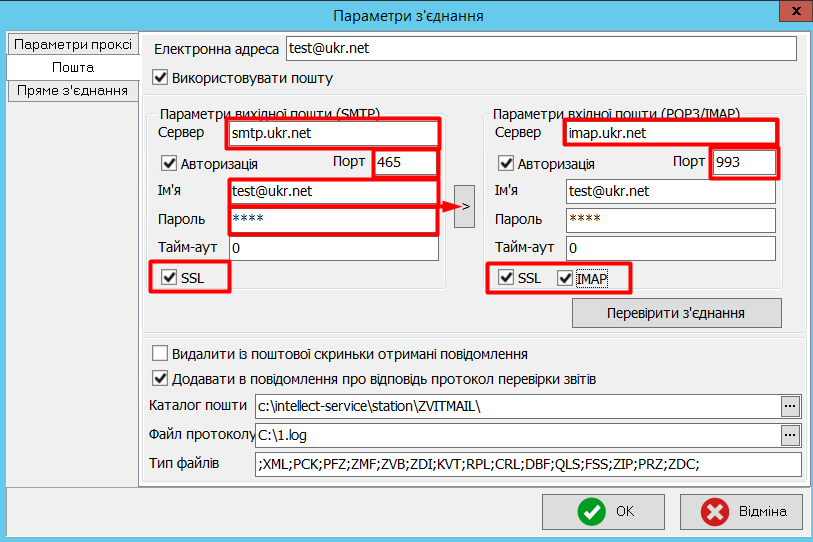 Параметри з'єднання
x
Параметри проксі
Пошта
Пряме з'єднання
Електронна адреса test@ukr.net
Використовувати пошту
Параметри вихідної пошти (SMTP)
Сервер smtp.ukr.net
Авторизація Порт 465
Ім'я test@ukr.net
Пароль ****
Тайм-аут 0
SSL
>
Параметри вхідної пошти (POP3/IMAP)
Сервер imap.ukr.net
Авторизація Порт 993
Ім'я test@ukr.net
Пароль ****
Тайм-аут 0
SSL IMAP
Перевірити з'єднання
Видалити із поштової скриньки отримані повідомлення
Додавати в повідомлення про відповідь протокол перевірки звітів
Каталог пошти c:\intellect-service\station\ZVITMAIL\ ...
Файл протоколу C:\1.log ...
Тип файлів ;XML;PCK;PFZ;ZMF;ZVB;ZDI;KVT;RPL;CRL;DBF;QLS;FSS;ZIP;PRZ;ZDC;
OK
Відміна